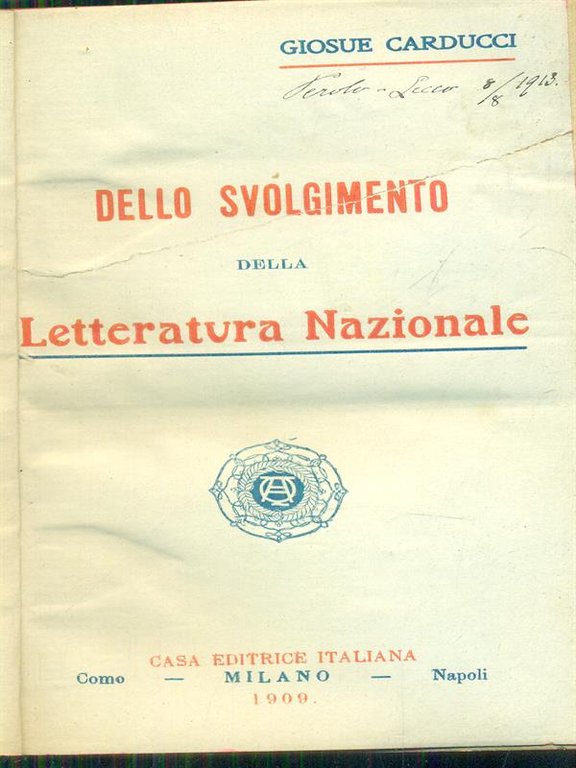 GIOSUE CARDUCCI
Lecco 8/8 1913.
DELLO SVOLGIMENTO
DELLA
Letteratura Nazionale
CASA EDITRICE ITALIANA
Como — MILANO — Napoli
1909.